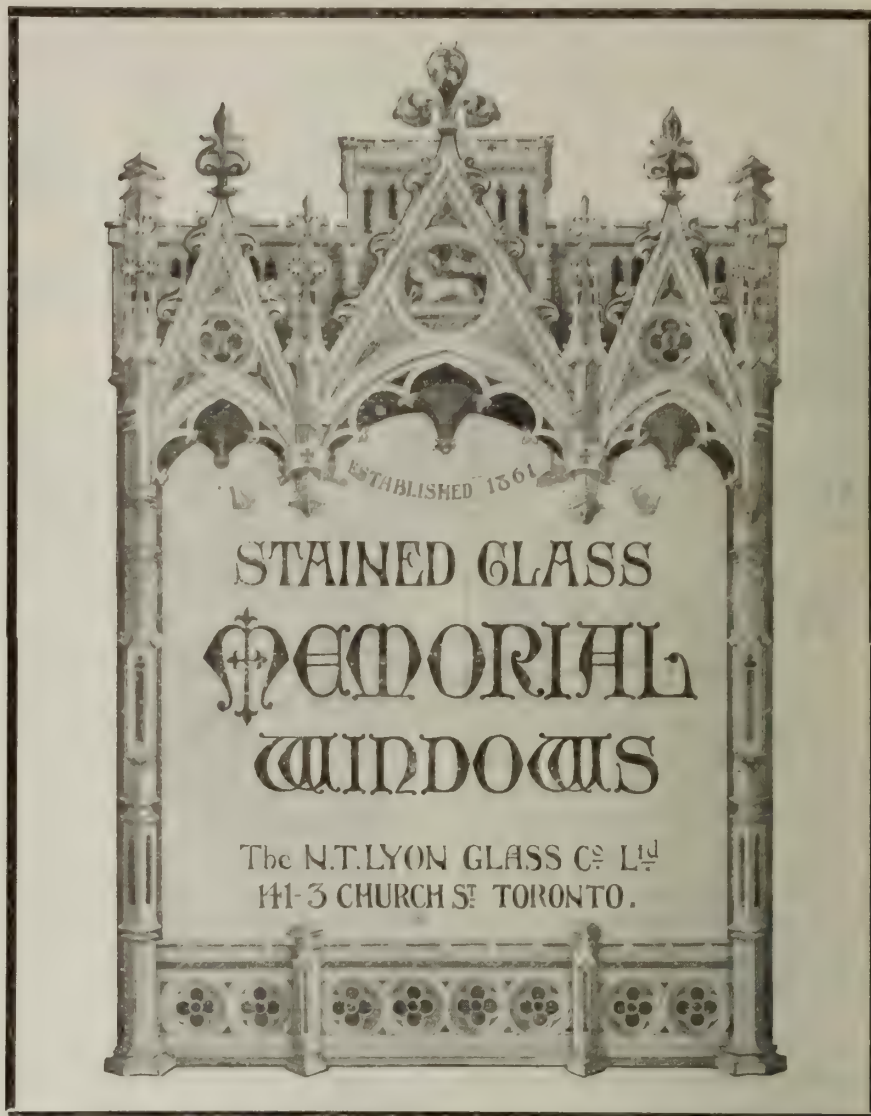 ESTABLISHED 1861
STAINED GLASS
MEMORIAL
WINDOWS
The N.T. LYON GLASS Co Ltd
141-3 CHURCH ST TORONTO.